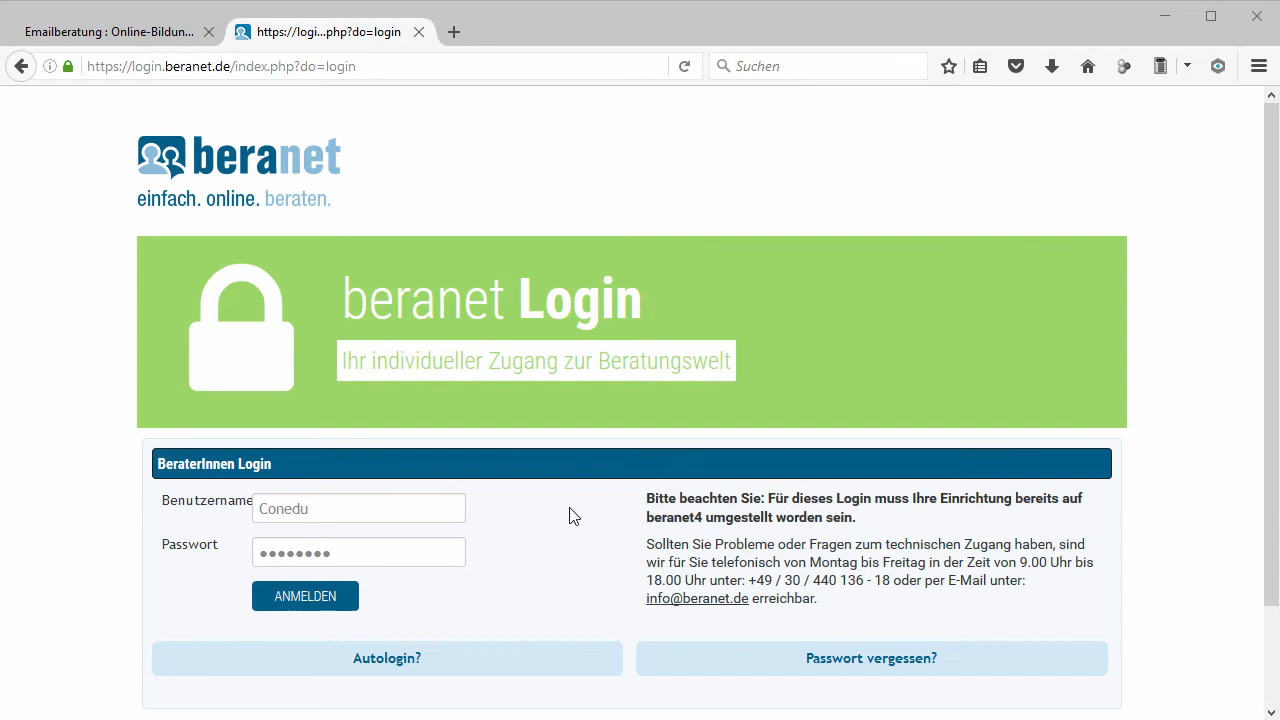 Emailberatung : Online-Bildun...
https://logi...php?do=login
https://login.beranet.de/index.php?do=login
Suchen
beranet
einfach. online. beraten.
beranet Login
Ihr individueller Zugang zur Beratungswelt
BeraterInnen Login
Benutzername
Conedu
Passwort
ANMELDEN
Bitte beachten Sie: Für dieses Login muss Ihre Einrichtung bereits auf
beranet4 umgestellt worden sein.
Sollten Sie Probleme oder Fragen zum technischen Zugang haben, sind
wir für Sie telefonisch von Montag bis Freitag in der Zeit von 9.00 Uhr bis
18.00 Uhr unter: +49 / 30 / 440 136 - 18 oder per E-Mail unter:
info@beranet.de erreichbar.
Autologin?
Passwort vergessen?